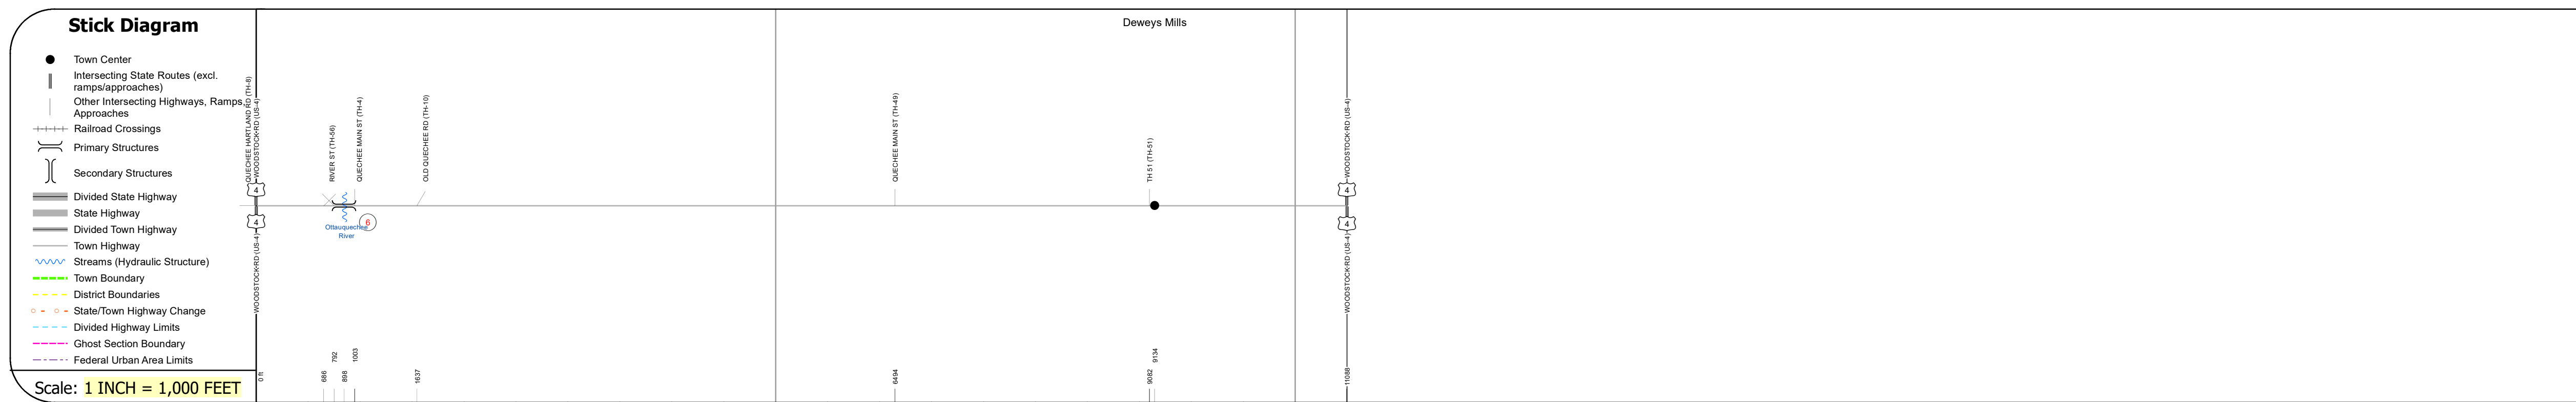 Stick Diagram
Town Center
Intersecting State Routes (excl.
ramps/approaches)
Other Intersecting Highways, Ramps,
Approaches
Railroad Crossings
Primary Structures
Secondary Structures
Divided State Highway
State Highway
Divided Town Highway
Town Highway
Streams (Hydraulic Structure)
Town Boundary
District Boundaries
State/Town Highway Change
Divided Highway Limits
Ghost Section Boundary
Federal Urban Area Limits
Scale: 1 INCH = 1,000 FEET
Deweys Mills
QUECHEE HARTLAND RD (TH-8)
WOODSTOCK RD (US-4)
RIVER ST (TH-56)
QUECHEE MAIN ST (TH-4)
OLD QUECHEE RD (TH-10)
QUECHEE MAIN ST (TH-49)
TH 51 (TH-51)
WOODSTOCK RD (US-4)
4
4
4
4
6
Ottauquechee
River
WOODSTOCK RD (US-4)
WOODSTOCK RD (US-4)
0 ft
686
792
898
1003
1637
6494
9082
9134
11088